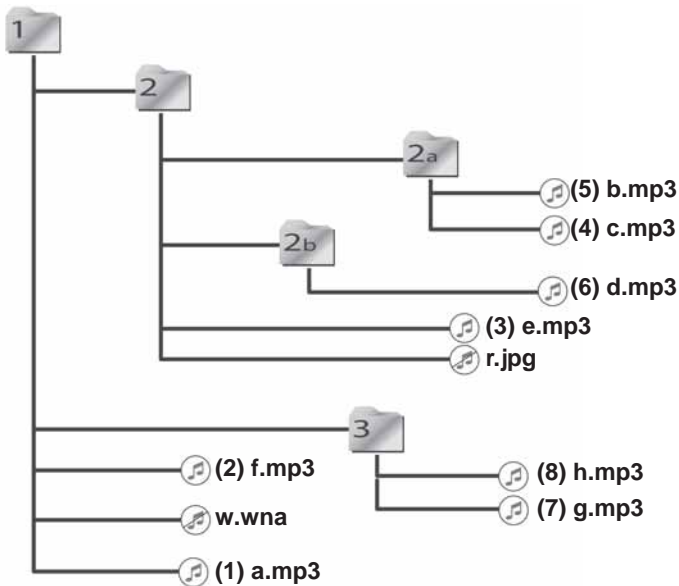 1
2
2a
(5) b.mp3
(4) c.mp3
2b
(6) d.mp3
(3) e.mp3
r.jpg
3
(2) f.mp3
(8) h.mp3
w.wna
(7) g.mp3
(1) a.mp3